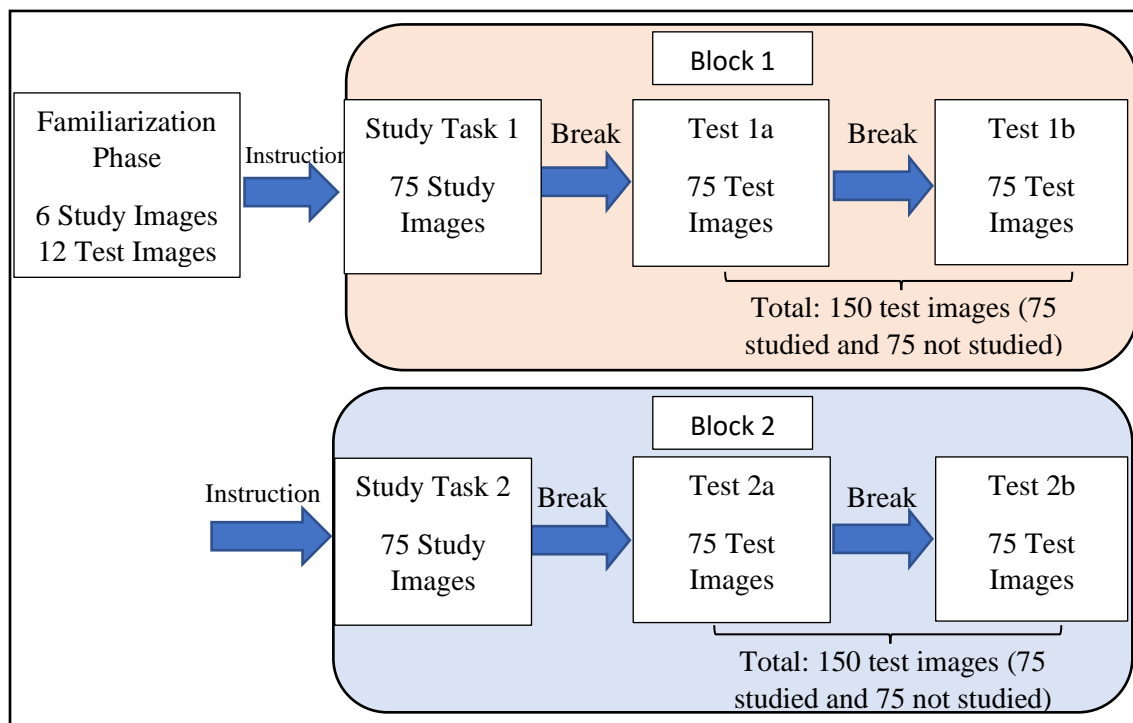 Block 1
Familiarization
Phase
6 Study Images
12 Test Images
Instruction
Study Task 1
75 Study
Images
Break
Test 1a
75 Test
Images
Break
Test 1b
75 Test
Images
Total: 150 test images (75
studied and 75 not studied)
Block 2
Instruction
Study Task 2
75 Study
Images
Break
Test 2a
75 Test
Images
Break
Test 2b
75 Test
Images
Total: 150 test images (75
studied and 75 not studied)